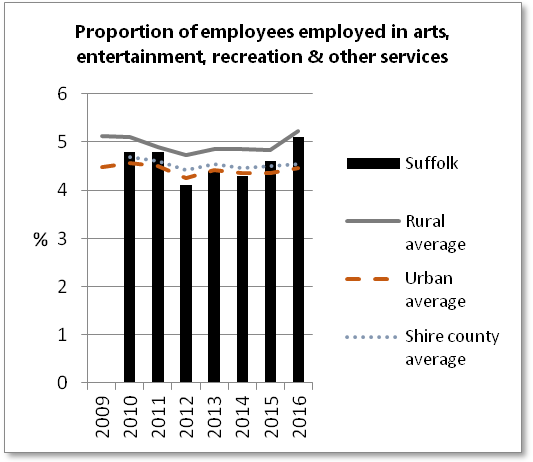 Proportion of employees employed in arts,
entertainment, recreation & other services
6
5
4
3
2
1
0
%
2009
2010
2011
2012
2013
2014
2015
2016
Suffolk
Rural
average
Urban
average
Shire county
average